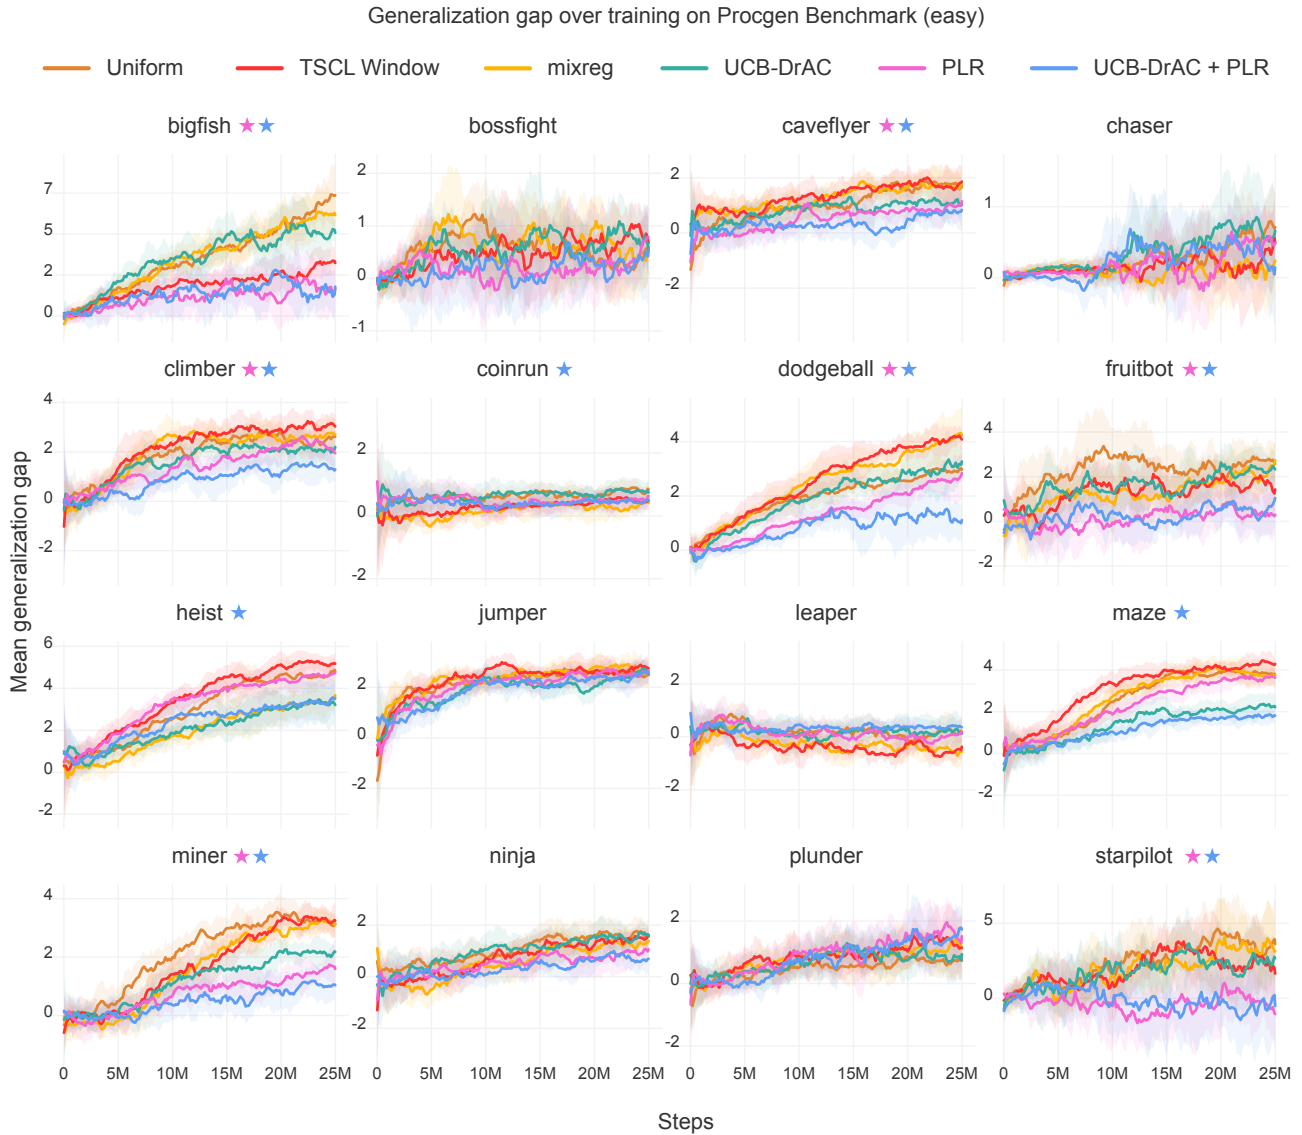 Generalization gap over training on Procgen Benchmark (easy)
Uniform TSCL Window mixreg UCB-DrAC PLR UCB-DrAC + PLR
bigfish ★★ bossfight caveflyer ★★ chaser
7 5 2 0
2 1 0 -1
2 0 -2
1 0
climber ★★ coinrun ★ dodgeball ★★ fruitbot ★★
4 2 0 -2
2 0 -2
4 2 0
4 2 0 -2
heist ★ jumper leaper maze ★
6 4 2 0 -2
2 0 -2
2 0 -2
4 2 0 -2
miner ★★ ninja plunder starpilot ★★
4 2 0
2 0 -2
2 0 -2
5 0
0 5M 10M 15M 20M 25M 0 5M 10M 15M 20M 25M 0 5M 10M 15M 20M 25M 0 5M 10M 15M 20M 25M
Mean generalization gap
Steps